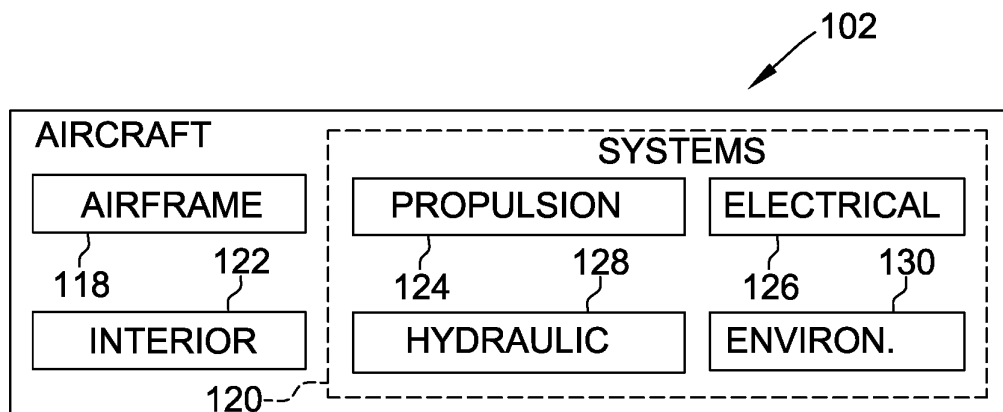 102
AIRCRAFT
SYSTEMS
AIRFRAME
PROPULSION
ELECTRICAL
118
122
124
128
126
130
INTERIOR
HYDRAULIC
ENVIRON.
120